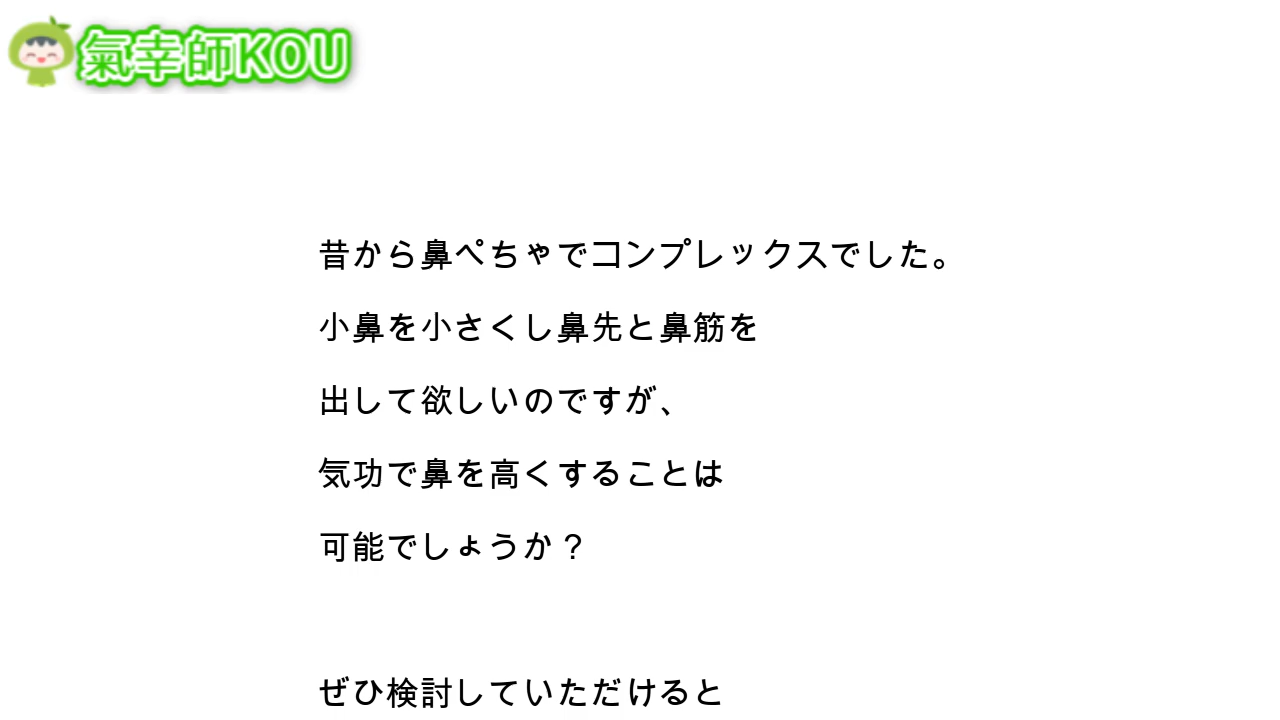 氣幸師KOU
昔から鼻ぺちゃでコンプレックスでした。
小鼻を小さくし鼻先と鼻筋を
出して欲しいのですが、
気功で鼻を高くすることは
可能でしょうか？
ぜひ検討していただけると